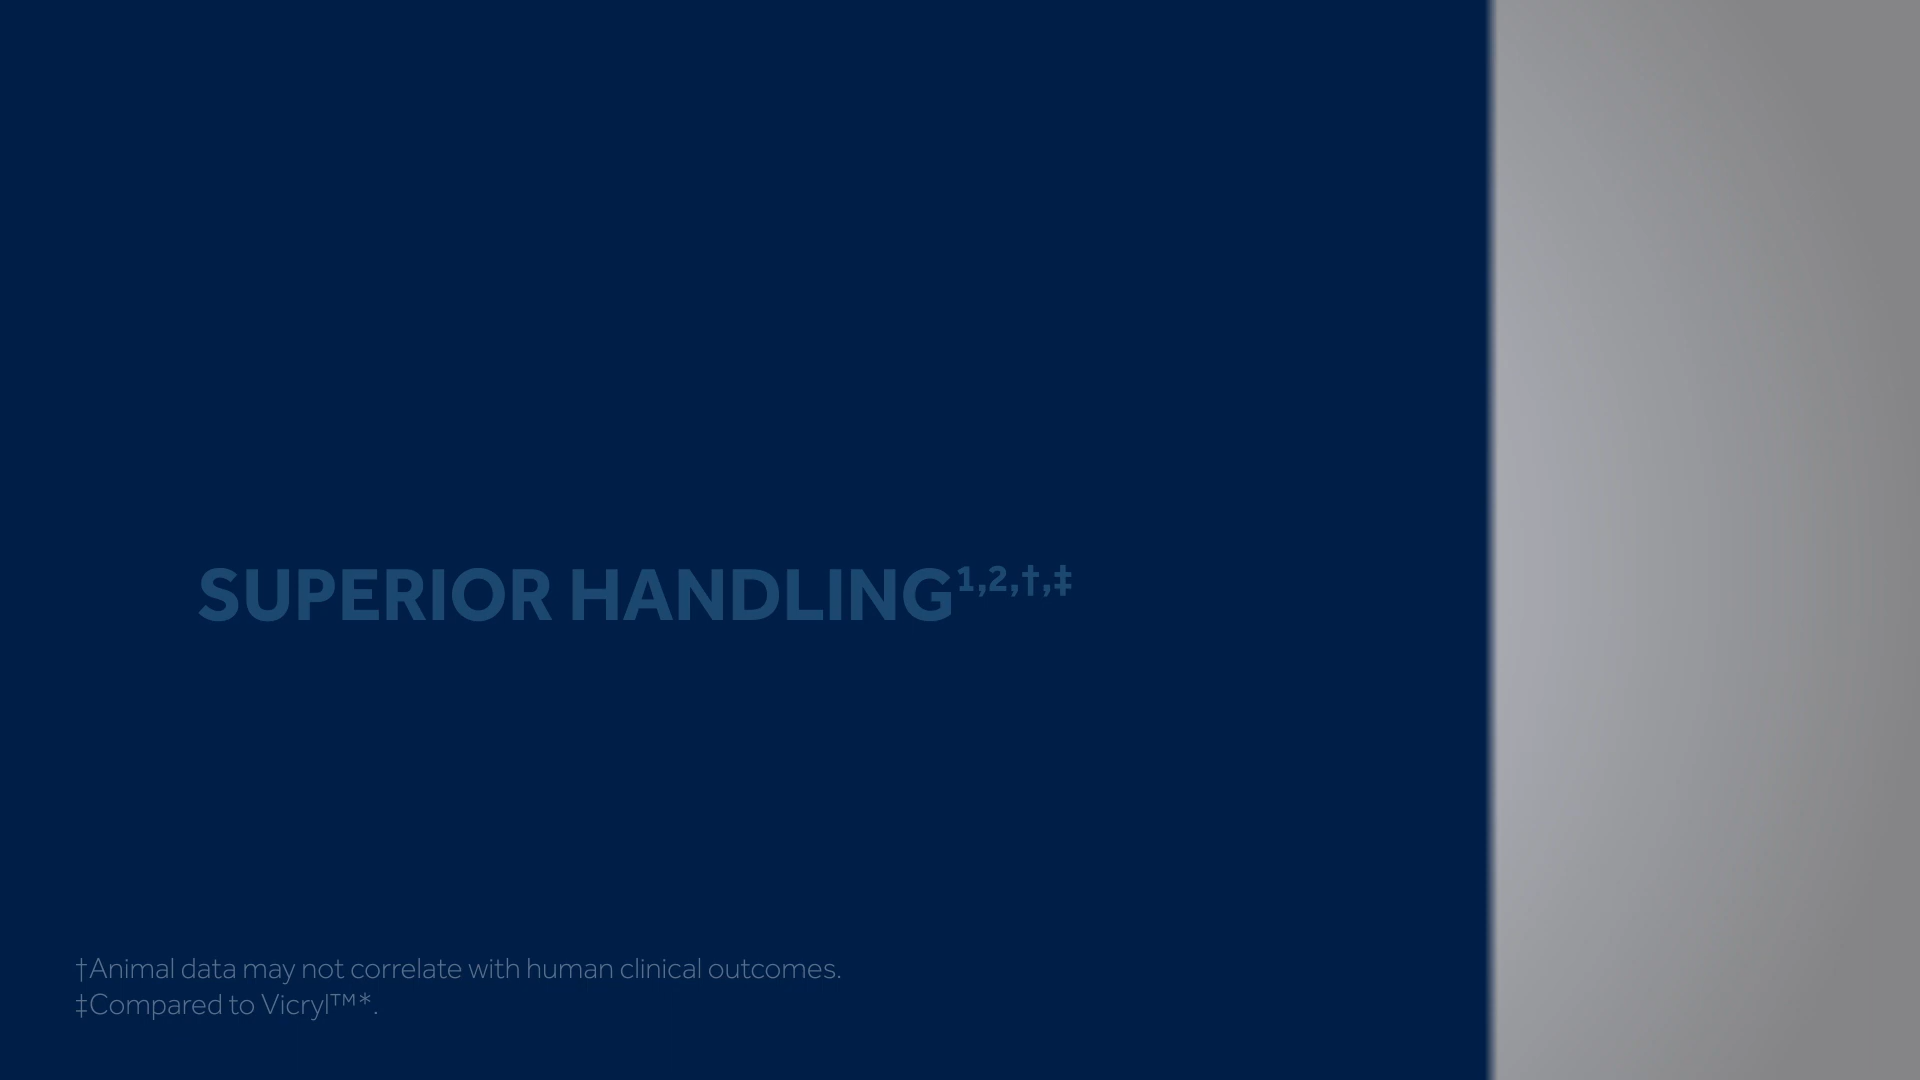 SUPERIOR HANDLING¹,²,†,‡
†Animal data may not correlate with human clinical outcomes.
‡Compared to Vicryl™*.